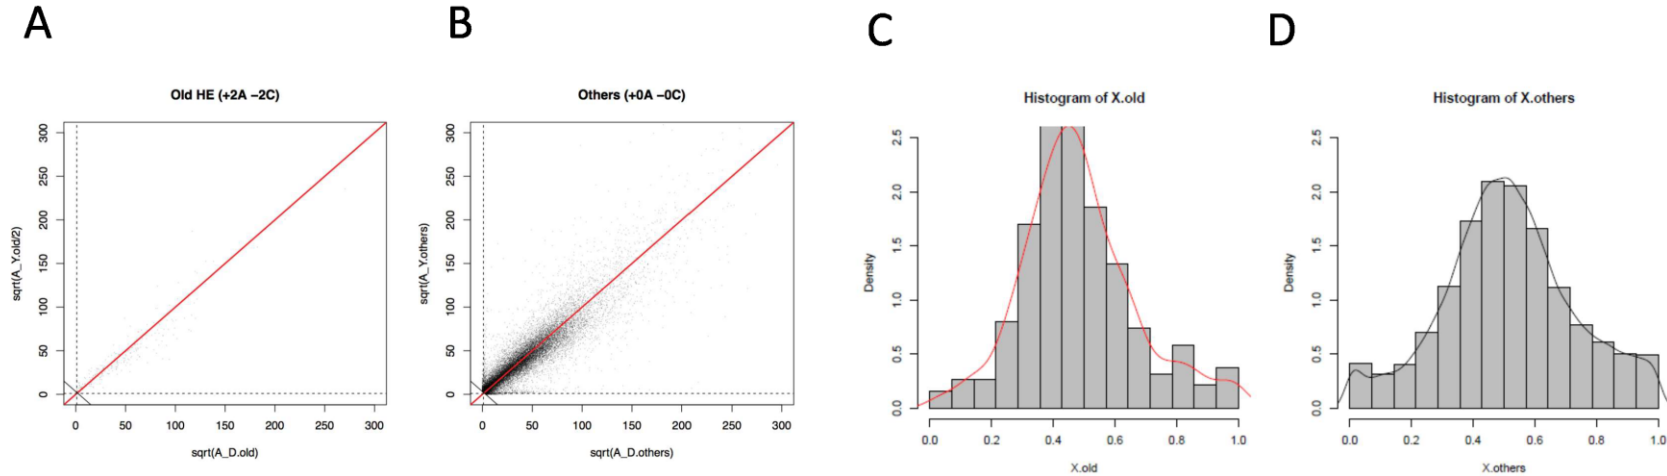 A
B
C
D
Old HE (+2A −2C)
sqrt(A_Y.old/2)
300
250
200
150
100
50
0
0 50 100 150 200 250 300
sqrt(A_D.old)
Others (+0A −0C)
sqrt(A_Y.others)
300
250
200
150
100
50
0
0 50 100 150 200 250 300
sqrt(A_D.others)
Histogram of X.old
Density
2.5
2.0
1.5
1.0
0.5
0.0
0.0 0.2 0.4 0.6 0.8 1.0
X.old
Histogram of X.others
Density
2.5
2.0
1.5
1.0
0.5
0.0
0.0 0.2 0.4 0.6 0.8 1.0
X.others